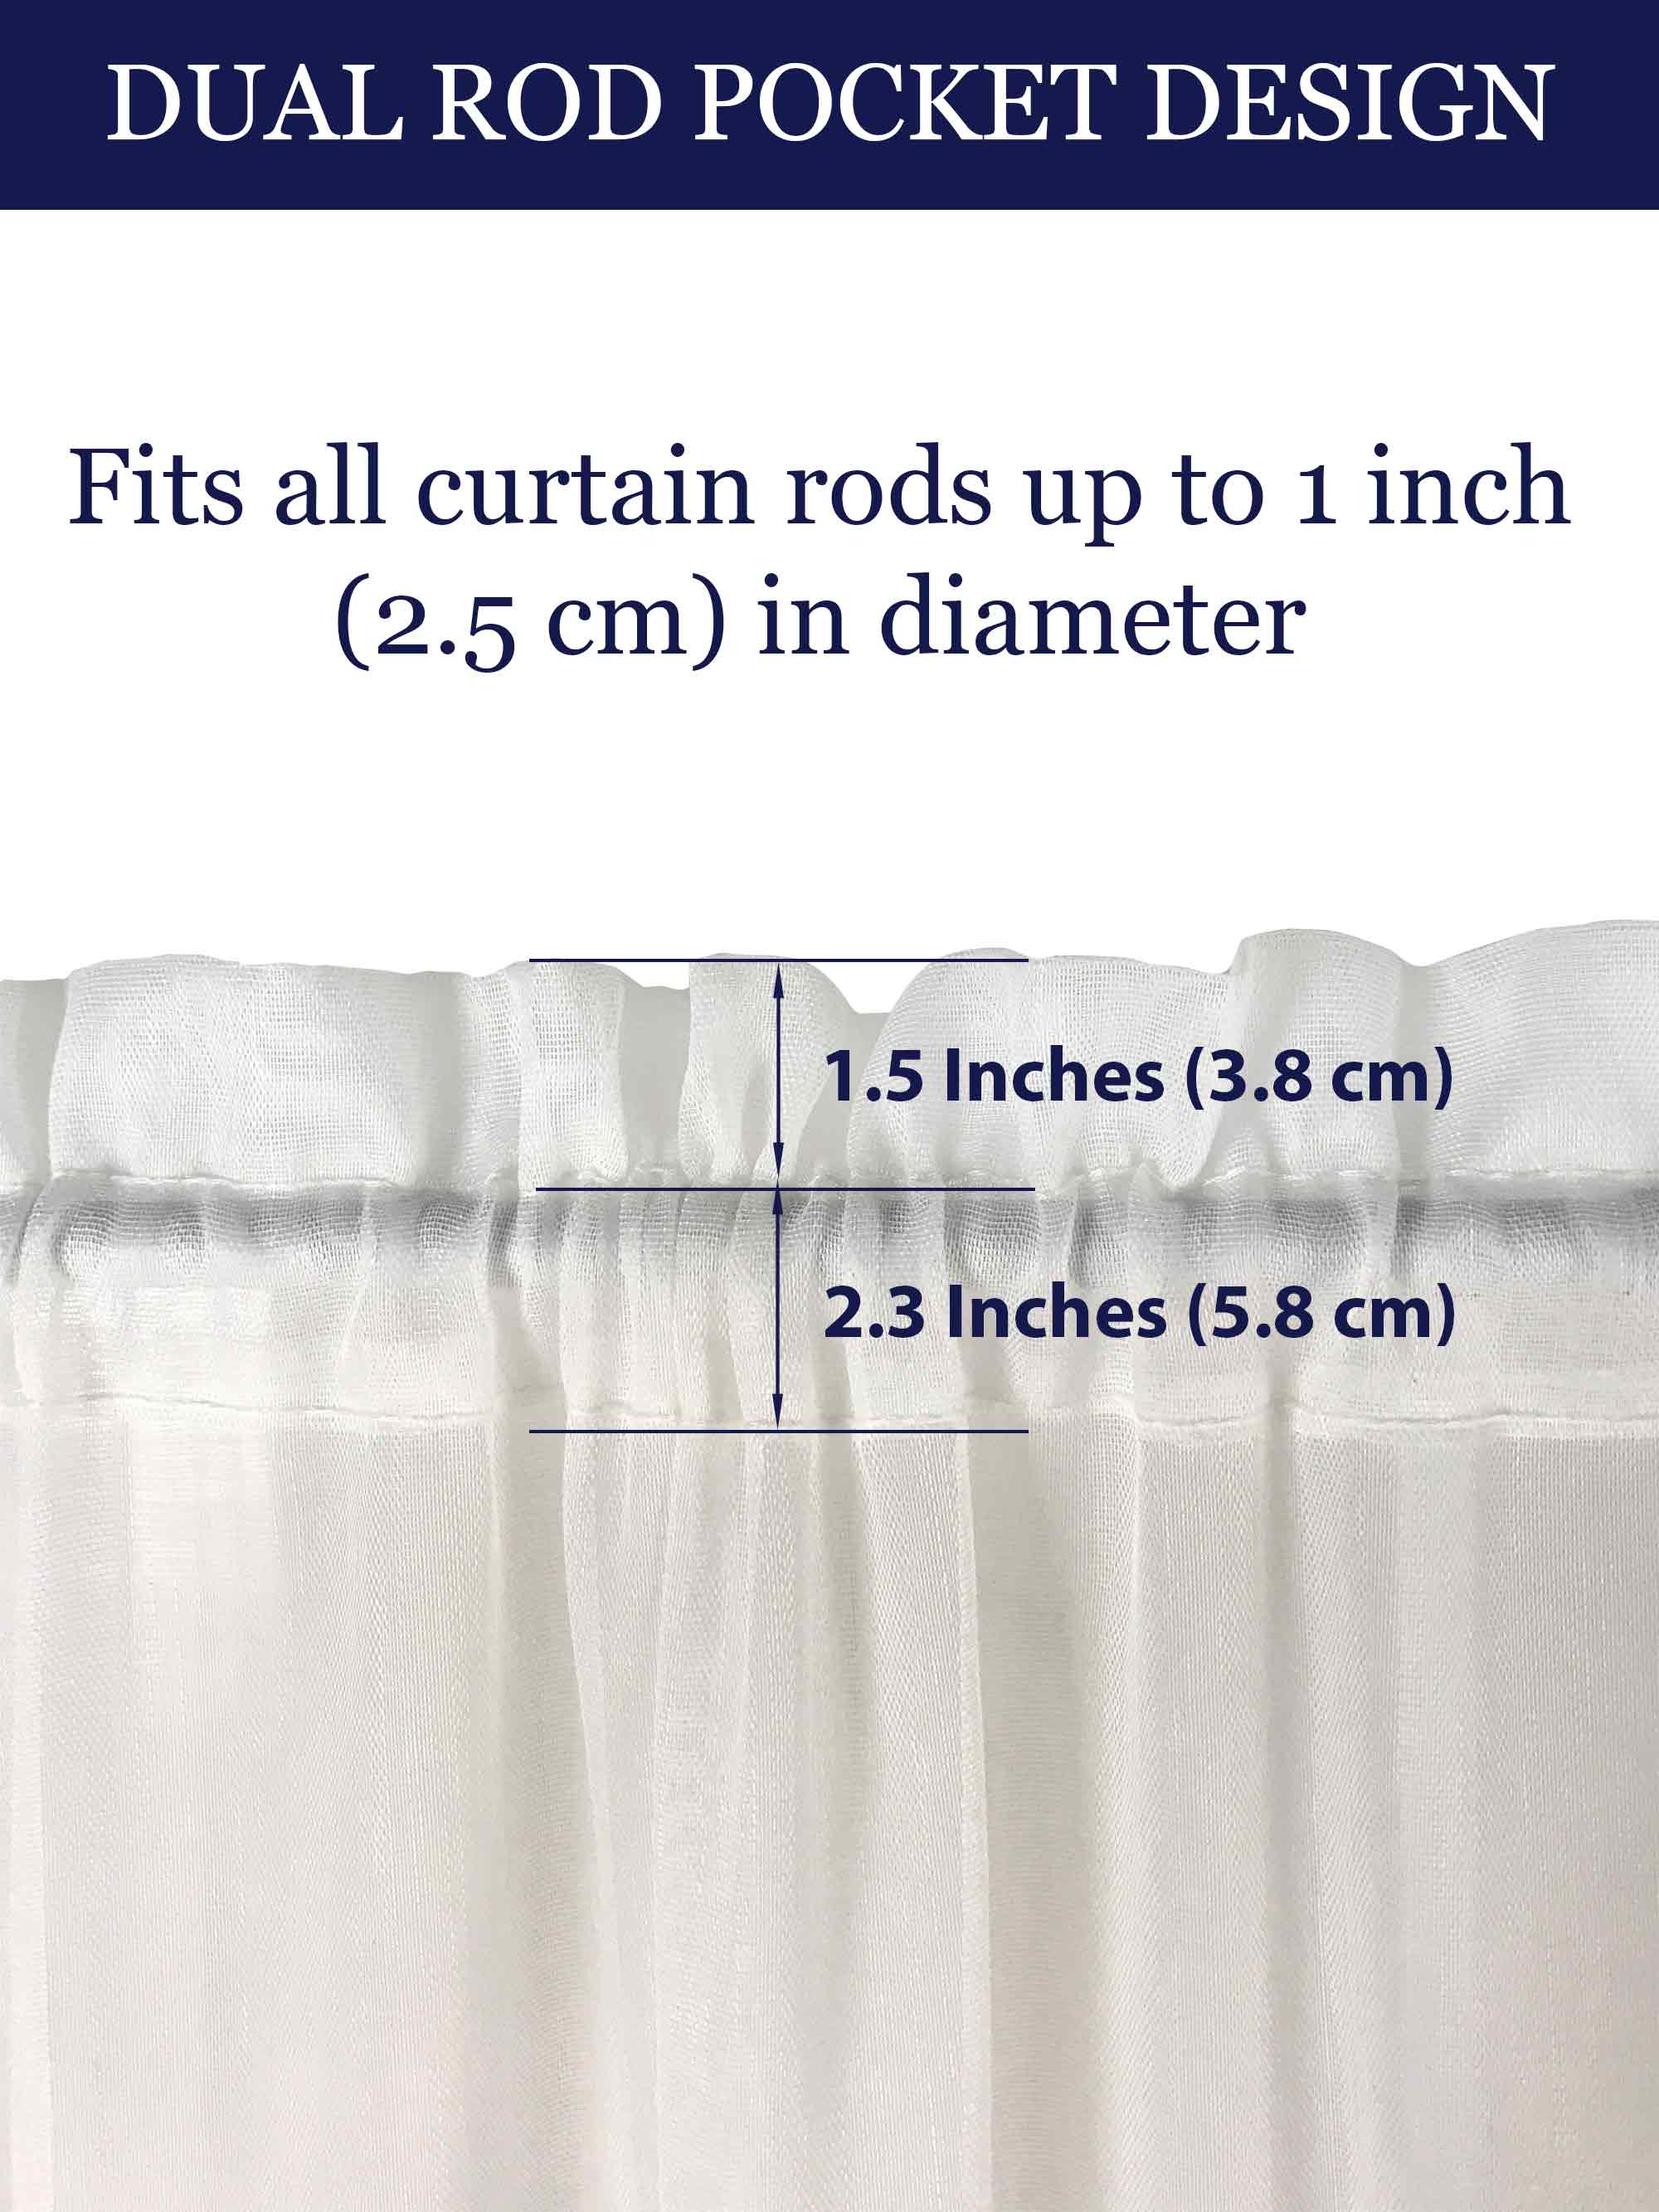 DUAL ROD POCKET DESIGN
Fits all curtain rods up to 1 inch
(2.5 cm) in diameter
1.5 Inches (3.8 cm)
2.3 Inches (5.8 cm)